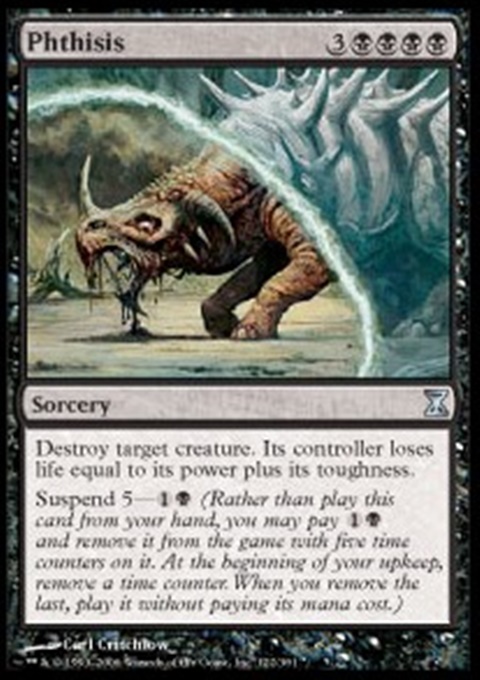 Phthisis 3
Sorcery
Destroy target creature. Its controller loses
life equal to its power plus its toughness.
Suspend 5—1 (Rather than play this
card from your hand, you may pay 1
and remove it from the game with five time
counters on it. At the beginning of your upkeep,
remove a time counter. When you remove the
last, play it without paying its mana cost.)
Carl Critchlow